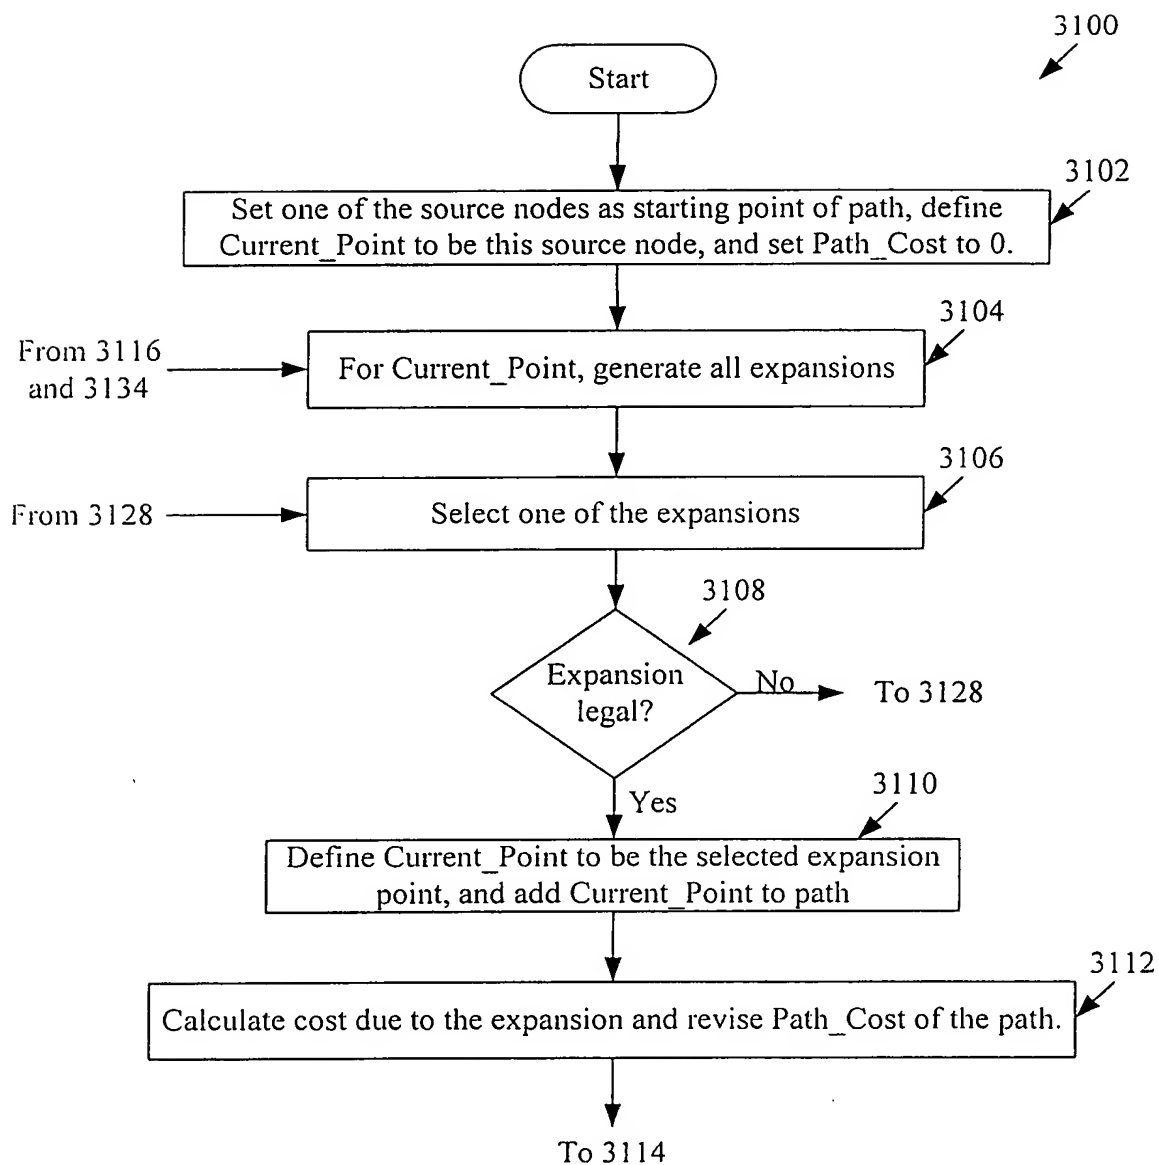 3100
Start
3102
Set one of the source nodes as starting point of path, define
Current_Point to be this source node, and set Path_Cost to 0.
3104
From 3116
and 3134
For Current_Point, generate all expansions
3106
From 3128
Select one of the expansions
3108
Expansion
legal?
No
To 3128
Yes
3110
Define Current_Point to be the selected expansion
point, and add Current_Point to path
3112
Calculate cost due to the expansion and revise Path_Cost of the path.
To 3114